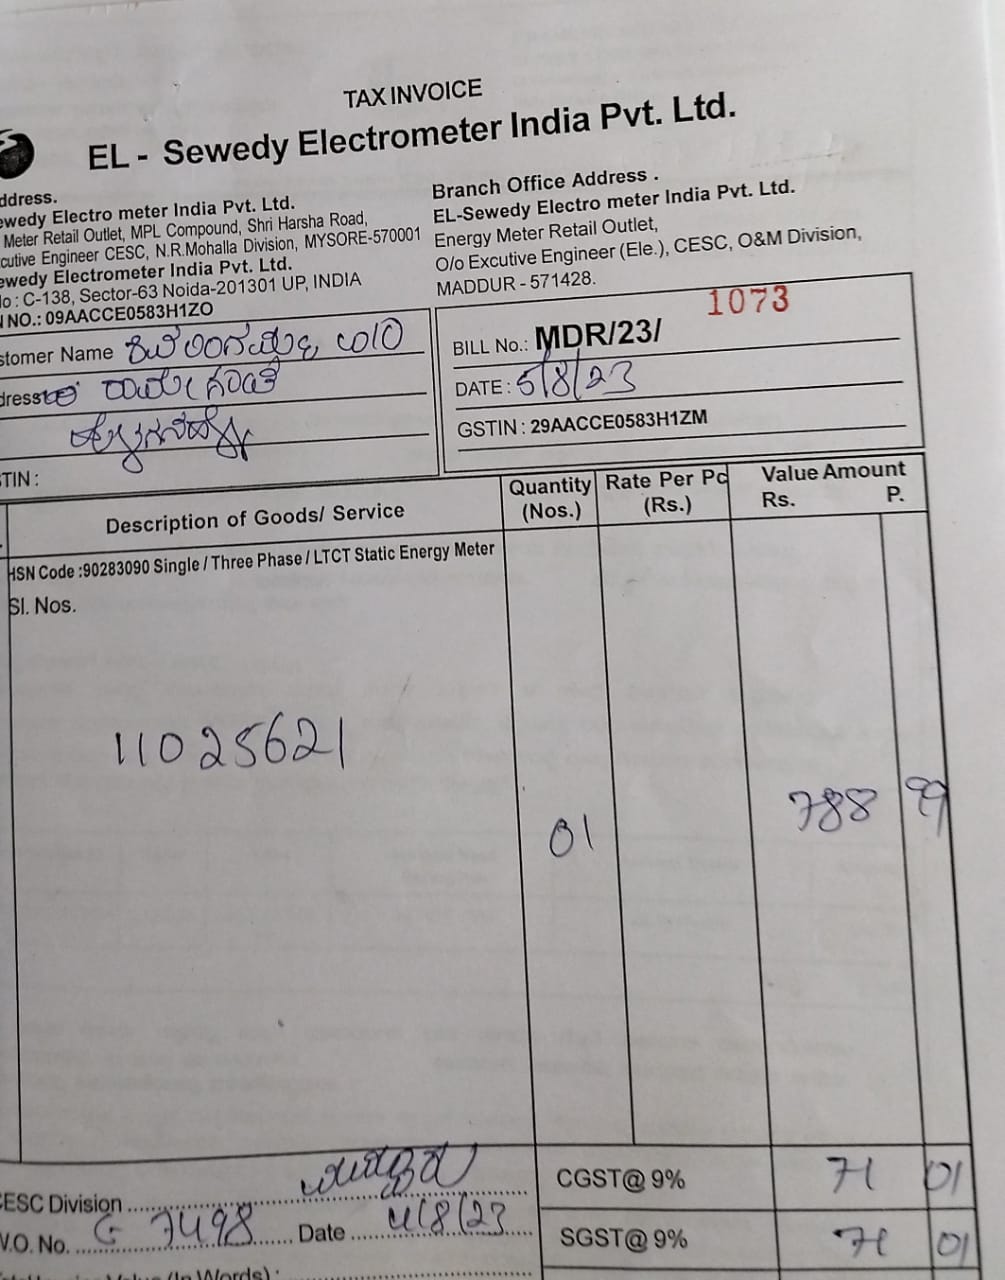 TAX INVOICE
EL - Sewedy Electrometer India Pvt. Ltd.
ddress.
ewedy Electro meter India Pvt. Ltd.
Meter Retail Outlet, MPL Compound, Shri Harsha Road,
cutive Engineer CESC, N.R.Mohalla Division, MYSORE-570001
ewedy Electrometer India Pvt. Ltd.
lo : C-138, Sector-63 Noida-201301 UP, INDIA
NO.: 09AACCE0583H1ZO
Branch Office Address .
EL-Sewedy Electro meter India Pvt. Ltd.
Energy Meter Retail Outlet,
O/o Excutive Engineer (Ele.), CESC, O&M Division,
MADDUR - 571428.
stomer Name
dress
TIN :
1073
BILL No.: MDR/23/
DATE : 5/8/23
GSTIN : 29AACCE0583H1ZM
Description of Goods/ Service
Quantity (Nos.)
Rate Per Pc (Rs.)
Value Amount
Rs. P.
HSN Code :90283090 Single / Three Phase / LTCT Static Energy Meter
Sl. Nos.
11025621
01
788 99
CESC Division
V.O. No. 7498 Date 4/8/23
CGST@ 9% 71 01
SGST@ 9% 71 01
(In Words) :